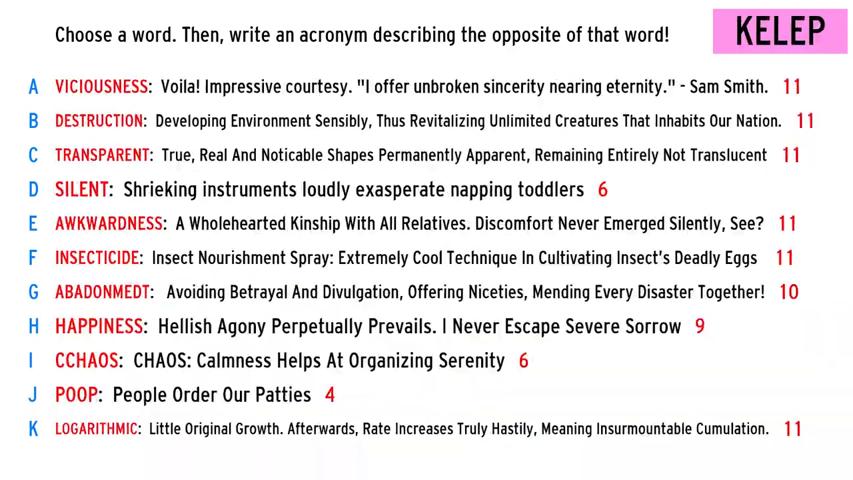 Choose a word. Then, write an acronym describing the opposite of that word!
KELEP
A VICIOUSNESS: Voila! Impressive courtesy. "I offer unbroken sincerity nearing eternity." - Sam Smith. 11
B DESTRUCTION: Developing Environment Sensibly, Thus Revitalizing Unlimited Creatures That Inhabits Our Nation. 11
C TRANSPARENT: True, Real And Noticable Shapes Permanently Apparent, Remaining Entirely Not Translucent 11
D SILENT: Shrieking instruments loudly exasperate napping toddlers 6
E AWKWARDNESS: A Wholehearted Kinship With All Relatives. Discomfort Never Emerged Silently, See? 11
F INSECTICIDE: Insect Nourishment Spray: Extremely Cool Technique In Cultivating Insect's Deadly Eggs 11
G ABADONMEDT: Avoiding Betrayal And Divulgation, Offering Niceties, Mending Every Disaster Together! 10
H HAPPINESS: Hellish Agony Perpetually Prevails. I Never Escape Severe Sorrow 9
I CCHAOS: CHAOS: Calmness Helps At Organizing Serenity 6
J POOP: People Order Our Patties 4
K LOGARITHMIC: Little Original Growth. Afterwards, Rate Increases Truly Hastily, Meaning Insurmountable Cumulation. 11